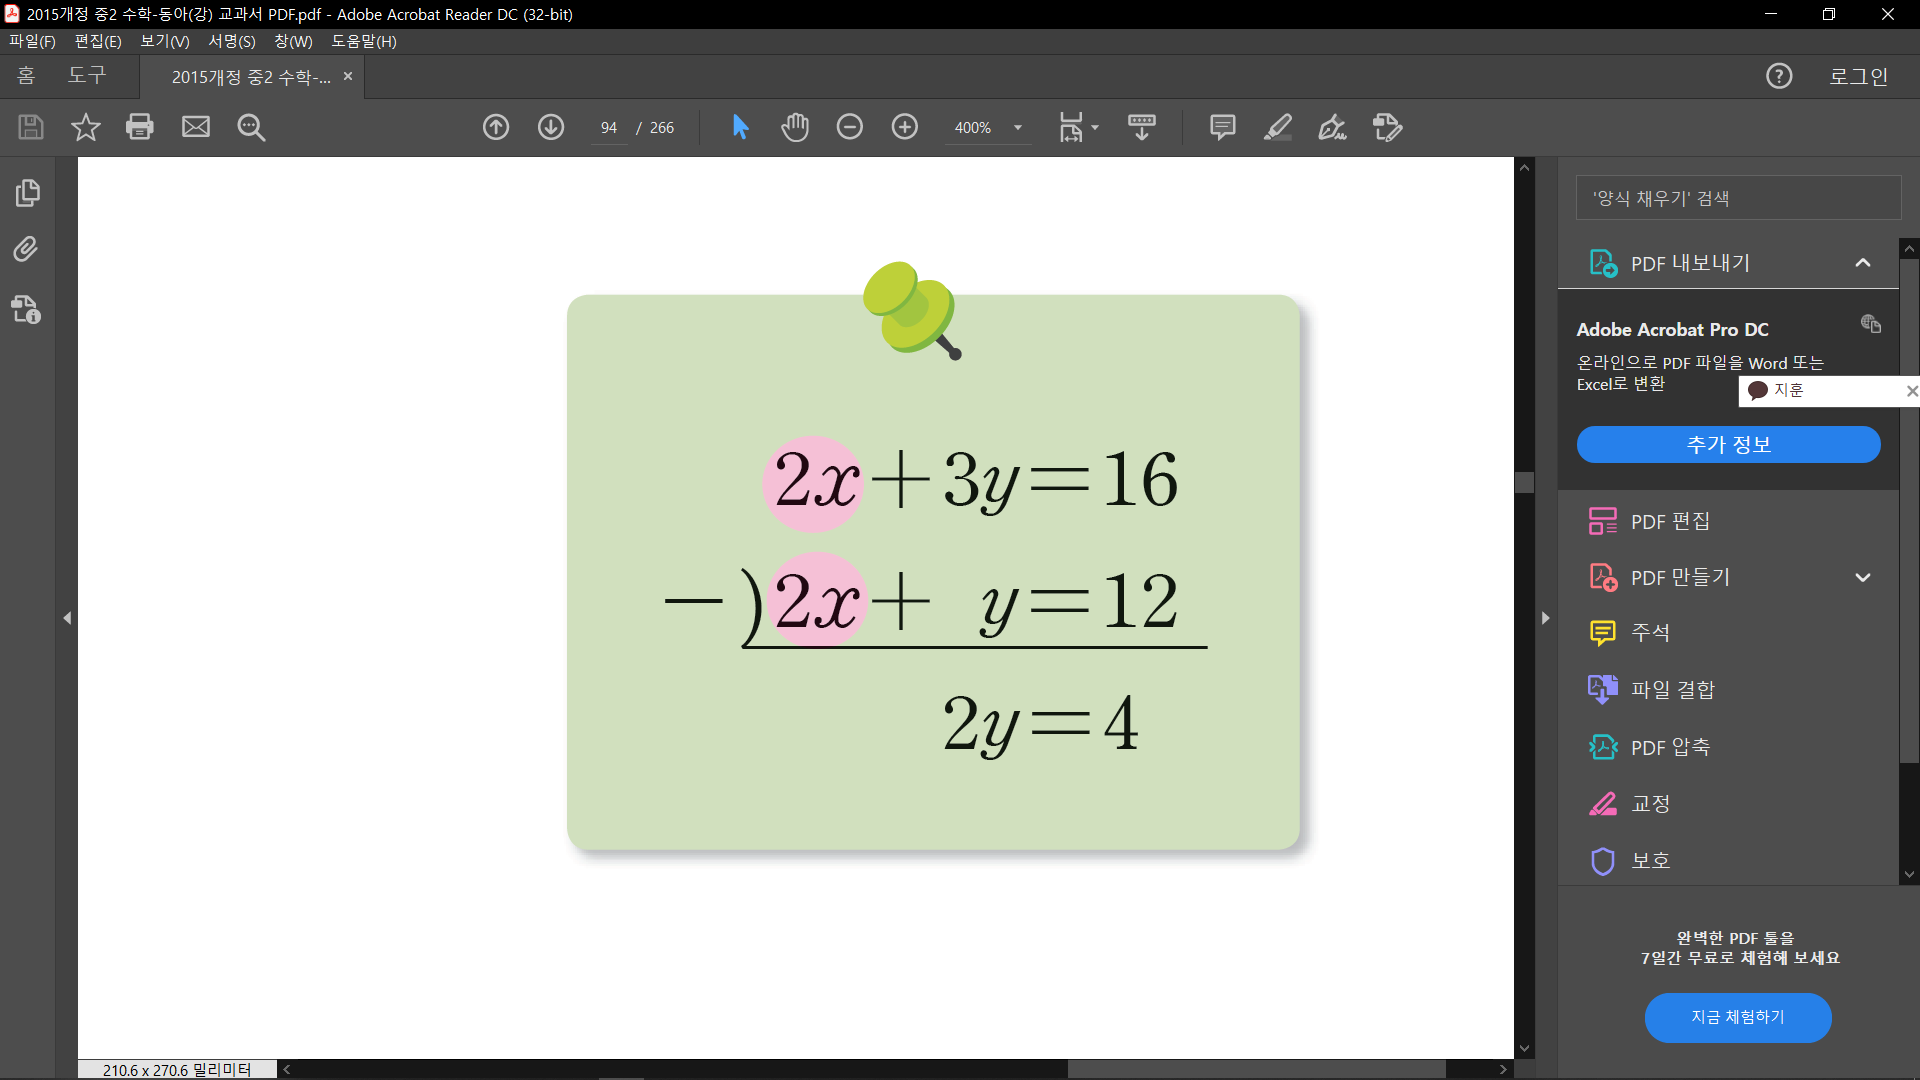 2015개정 중2 수학-동아(강) 교과서 PDF.pdf - Adobe Acrobat Reader DC (32-bit)
파일(F) 편집(E) 보기(V) 서명(S) 창(W) 도움말(H)
홈 도구 2015개정 중2 수학-... × 로그인
94 / 266 400%
'양식 채우기' 검색
PDF 내보내기
Adobe Acrobat Pro DC
온라인으로 PDF 파일을 Word 또는
Excel로 변환
지훈
추가 정보
PDF 편집
PDF 만들기
주석
파일 결합
PDF 압축
교정
보호
완벽한 PDF 툴을
7일간 무료로 체험해 보세요
지금 체험하기
2x+3y=16
−)2x+ y=12
2y=4
210.6 x 270.6 밀리미터